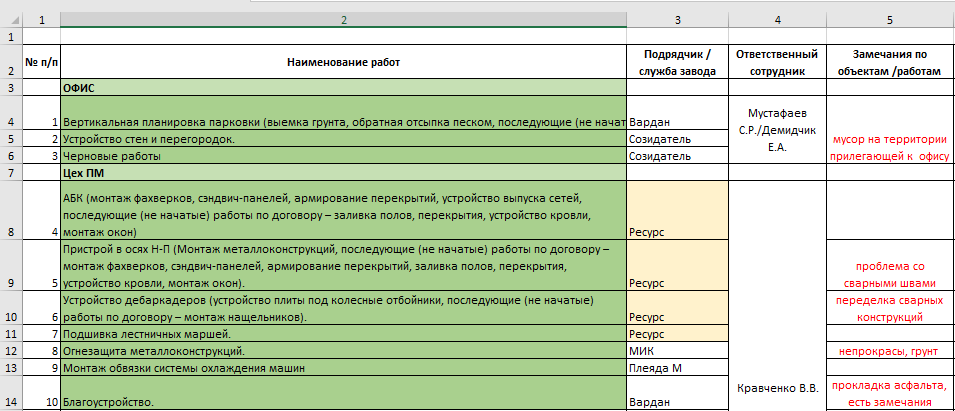 1 2 3 4 5
1
2 № п/п Наименование работ Подрядчик / служба завода Ответственный сотрудник Замечания по объектам /работам
3 ОФИС
4 1 Вертикальная планировка парковки (выемка грунта, обратная отсыпка песком, последующие (не начат Вардан
Мустафаев
С.Р./Демидчик
Е.А.
5 2 Устройство стен и перегородок. Созидатель
6 3 Черновые работы Созидатель
мусор на территории
прилегающей к офису
7 Цех ПМ
АБК (монтаж фахверков, сэндвич-панелей, армирование перекрытий, устройство выпуска сетей,
последующие (не начатые) работы по договору – заливка полов, перекрытия, устройство кровли,
8 4 монтаж окон) Ресурс
Пристрой в осях Н-П (Монтаж металлоконструкций, последующие (не начатые) работы по договору –
монтаж фахверков, сэндвич-панелей, армирование перекрытий, заливка полов, перекрытия,
9 5 устройство кровли, монтаж окон). Ресурс
проблема со
сварными швами
Устройство дебаркадеров (устройство плиты под колесные отбойники, последующие (не начатые)
10 6 работы по договору – монтаж нащельников). Ресурс
переделка сварных
конструкций
11 7 Подшивка лестничных маршей. Ресурс
12 8 Огнезащита металлоконструкций. МИК непрокрасы, грунт
13 9 Монтаж обвязки системы охлаждения машин Плеяда М
14 10 Благоустройство. Вардан
Кравченко В.В.
прокладка асфальта,
есть замечания